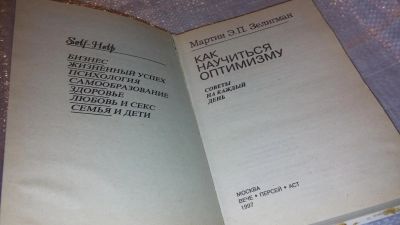 Self-Help
БИЗНЕС
ЖИЗНЕННЫЙ УСПЕХ
ПСИХОЛОГИЯ
САМООБРАЗОВАНИЕ
ЗДОРОВЬЕ
ЛЮБОВЬ И СЕКС
СЕМЬЯ И ДЕТИ
Мартин Э.П. Зелигман
КАК
НАУЧИТЬСЯ
ОПТИМИЗМУ
СОВЕТЫ
НА КАЖДЫЙ
ДЕНЬ
МОСКВА
ВЕЧЕ • ПЕРСЕЙ • АСТ
1997